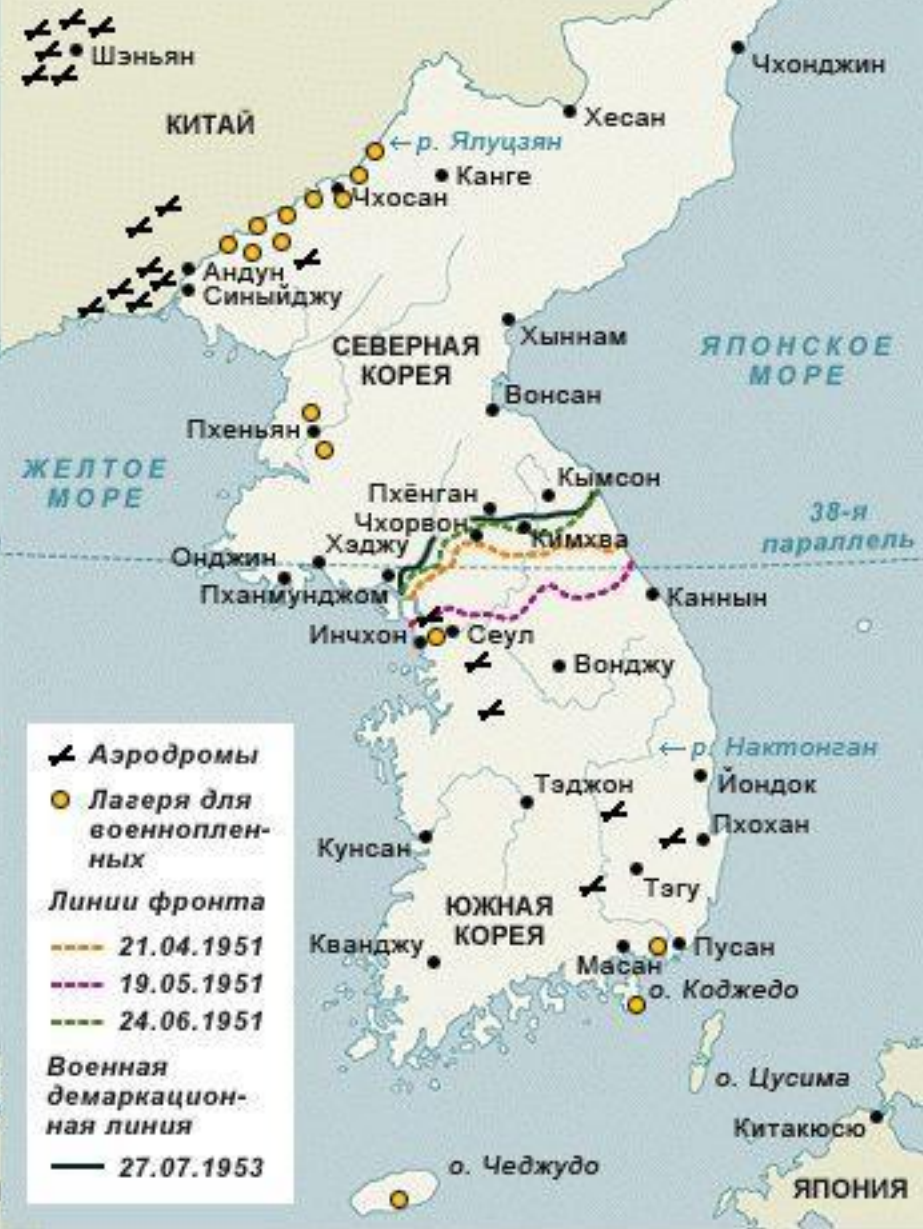 Шэньян
Чхонджин
КИТАЙ
Хесан
←р. Ялуцзян
Канге
Чхосан
Андун
Синыйджу
СЕВЕРНАЯ
КОРЕЯ
Хыннам
ЯПОНСКОЕ
МОРЕ
Вонсан
Пхеньян
ЖЕЛТОЕ
МОРЕ
Кымсон
Пхёнган
Чхорвон
Кимхва
38-я
параллель
Хэджу
Онджин
Пханмунджом
Каннын
Инчхон
Сеул
Вонджу
←р. Нактонган
Тэджон
Йондок
Пхохан
Кунсан
Тэгу
ЮЖНАЯ
КОРЕЯ
Кванджу
Пусан
Масан
о. Коджедо
о. Цусима
Китакюсю
о. Чеджудо
ЯПОНИЯ
Аэродромы
Лагеря для
военноплен-
ных
Линии фронта
21.04.1951
19.05.1951
24.06.1951
Военная
демаркацион-
ная линия
27.07.1953